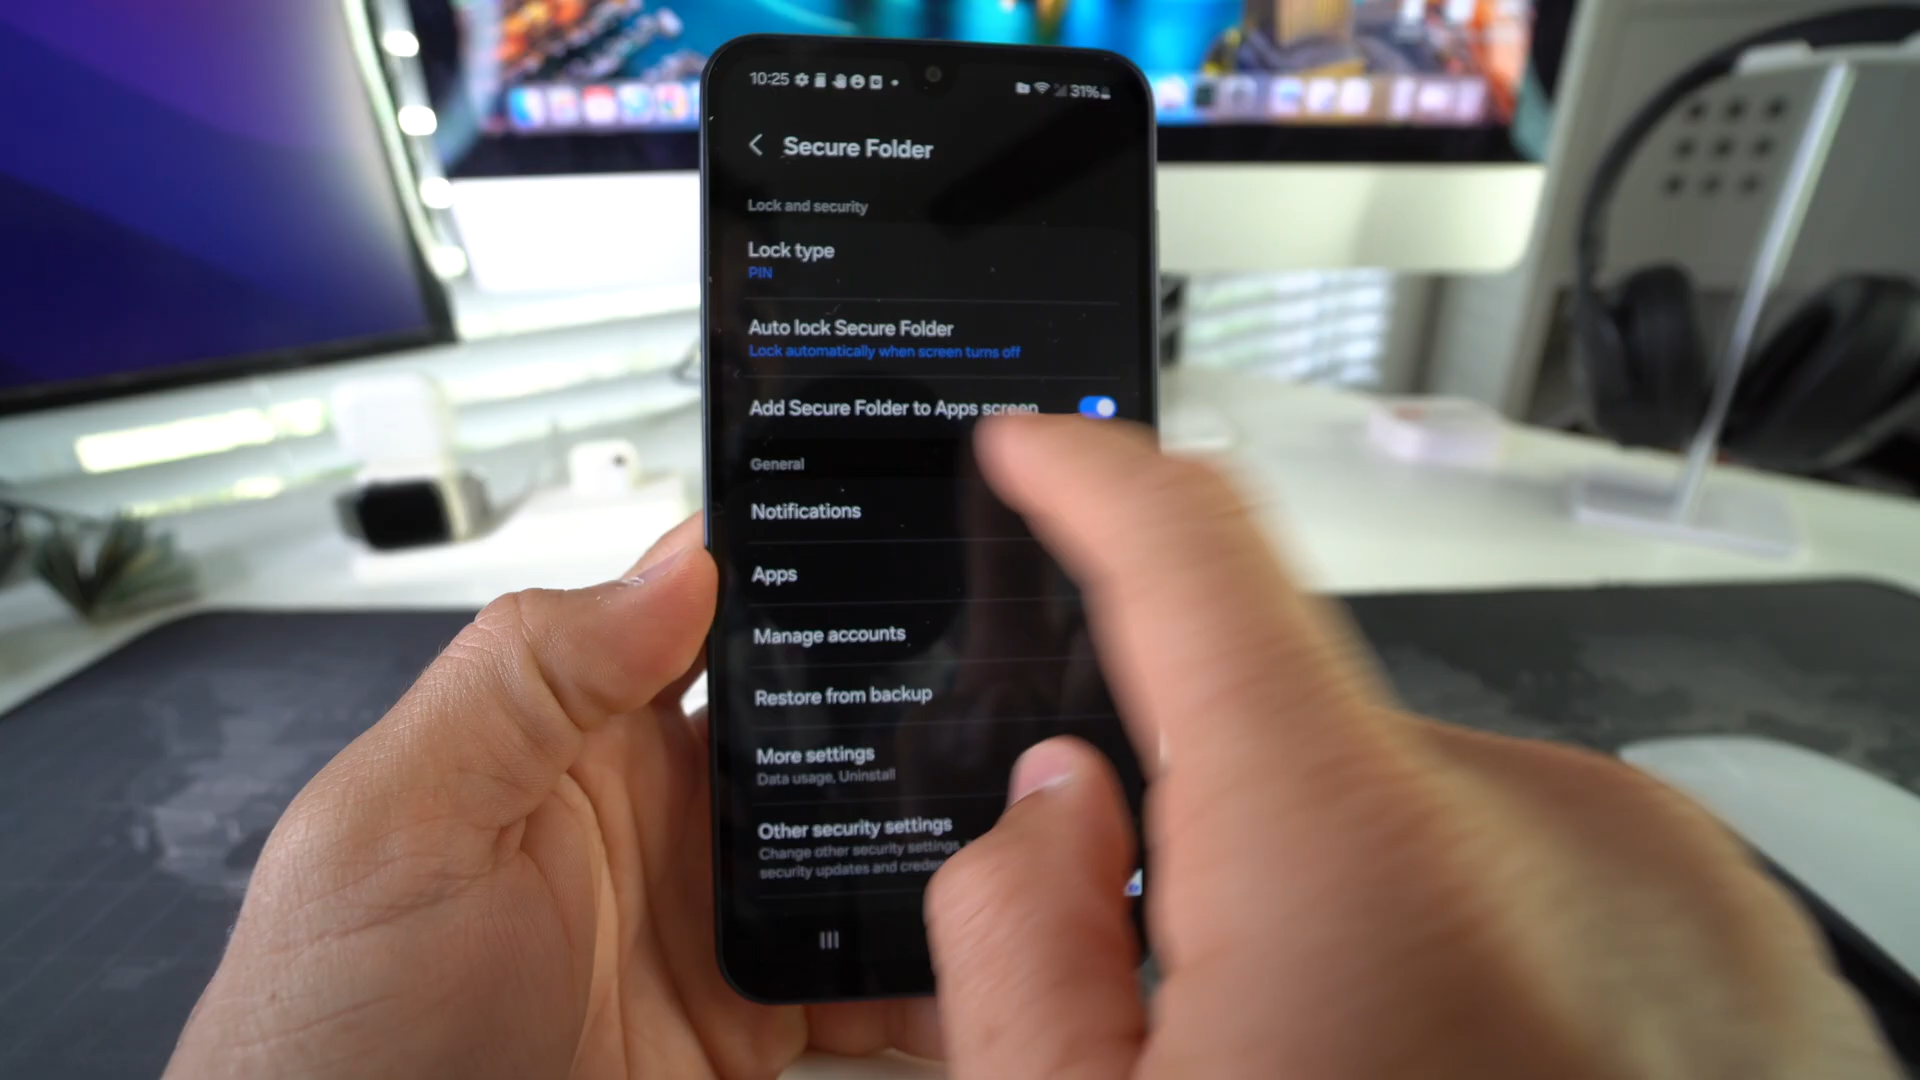 10:25
31%
Secure Folder
Lock and security
Lock type
PIN
Auto lock Secure Folder
Lock automatically when screen turns off
Add Secure Folder to Apps screen
General
Notifications
Apps
Manage accounts
Restore from backup
More settings
Data usage, Uninstall
Other security settings
Change other security settings,
security updates and